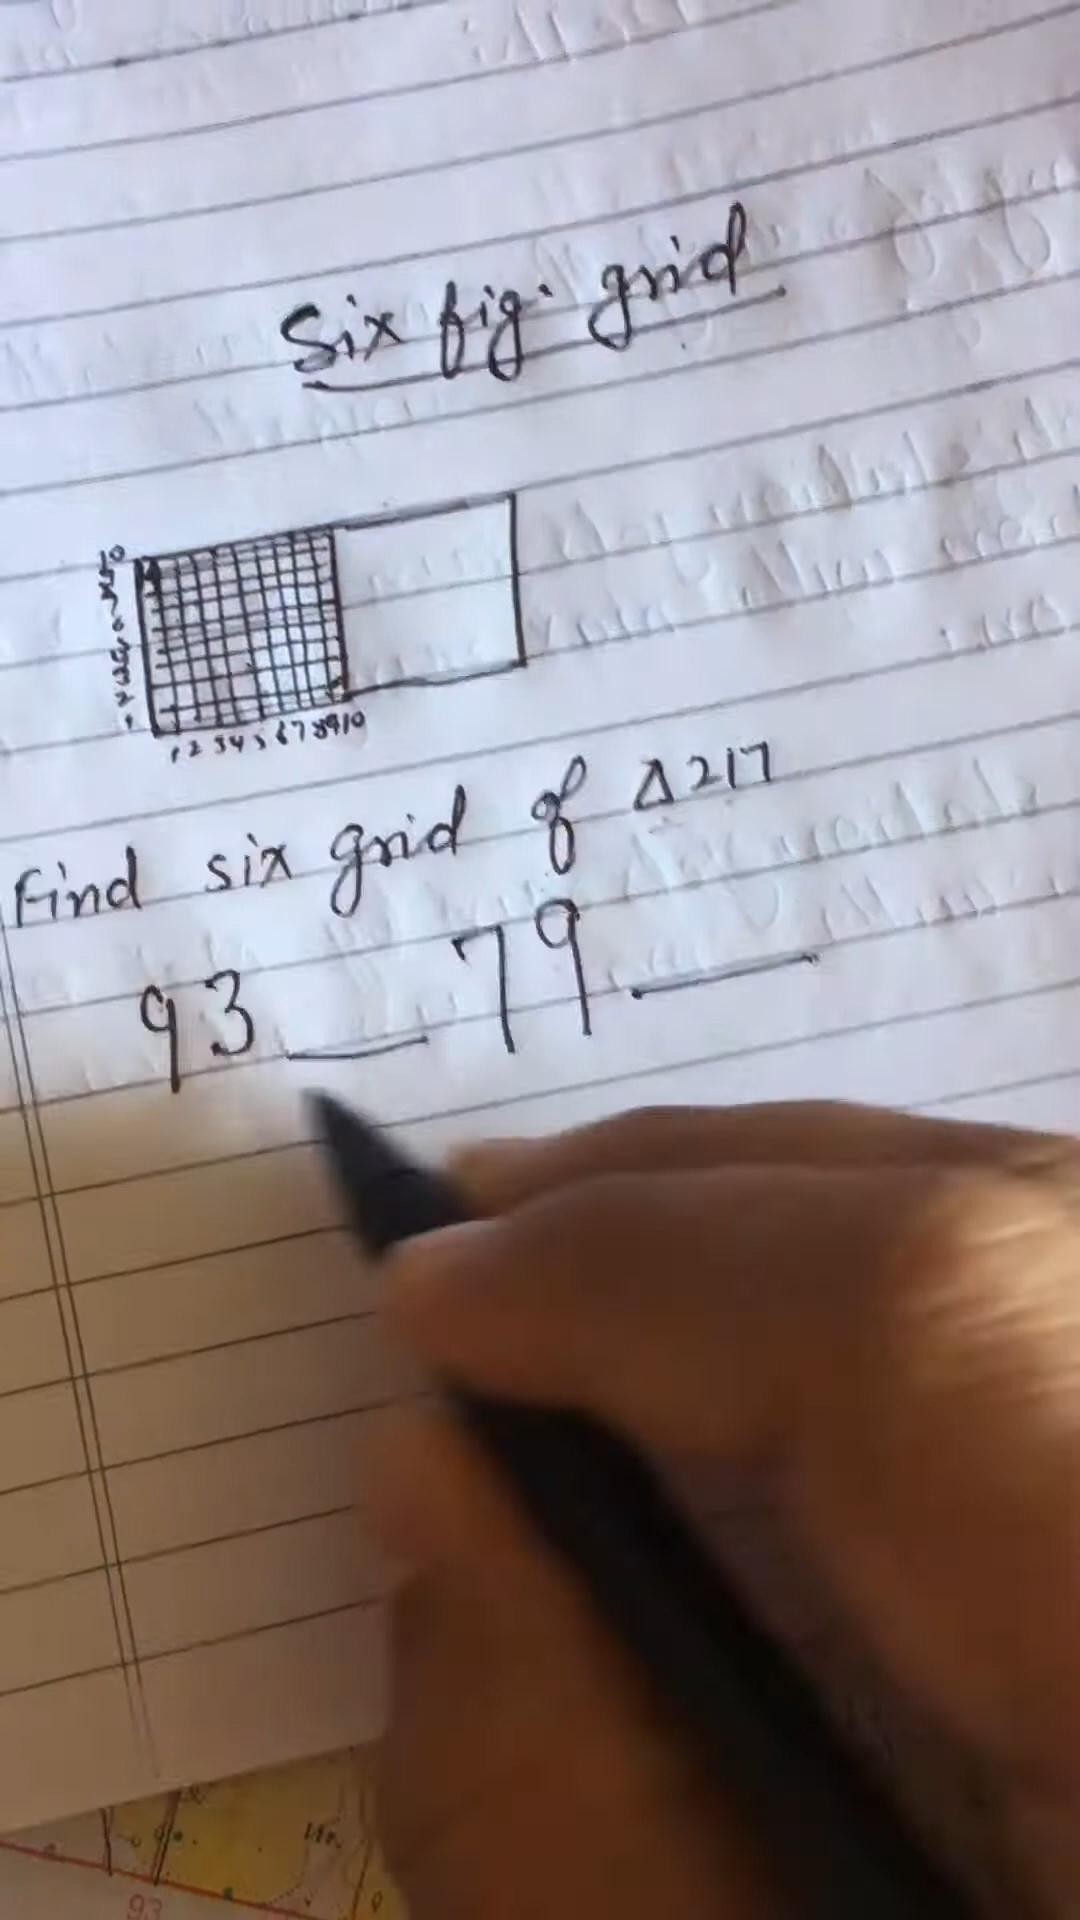 Six fig. grid
10
1 2 3 4 5 6 7 8 9 10
Find six grid of Δ217
93 __ 79 __
93